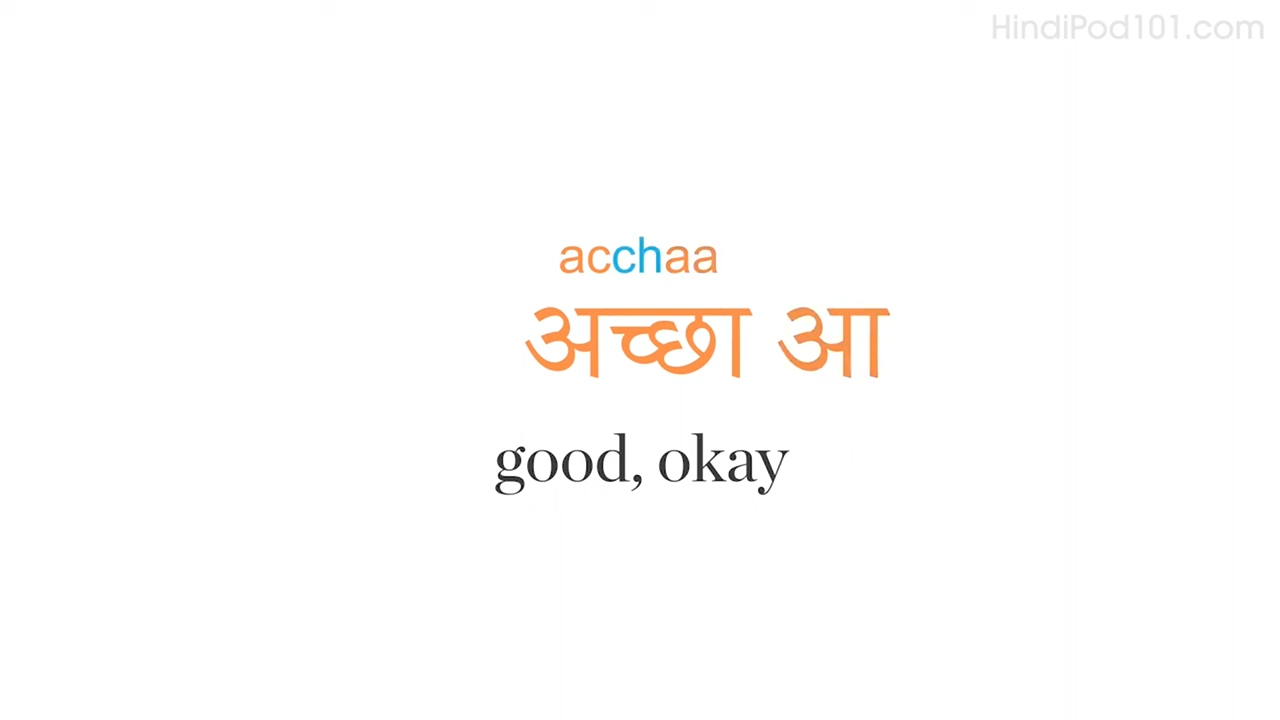 HindiPod101.com
acchaa
अच्छा आ
good, okay